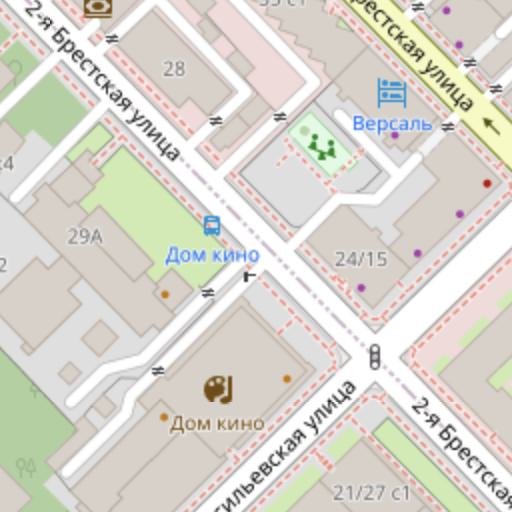 35 с1
2-я Брестская улица
рестская улица
28
Версаль
29А
Дом кино
24/15
Дом кино
сильевская улица
2-я Брестская
21/27 с1